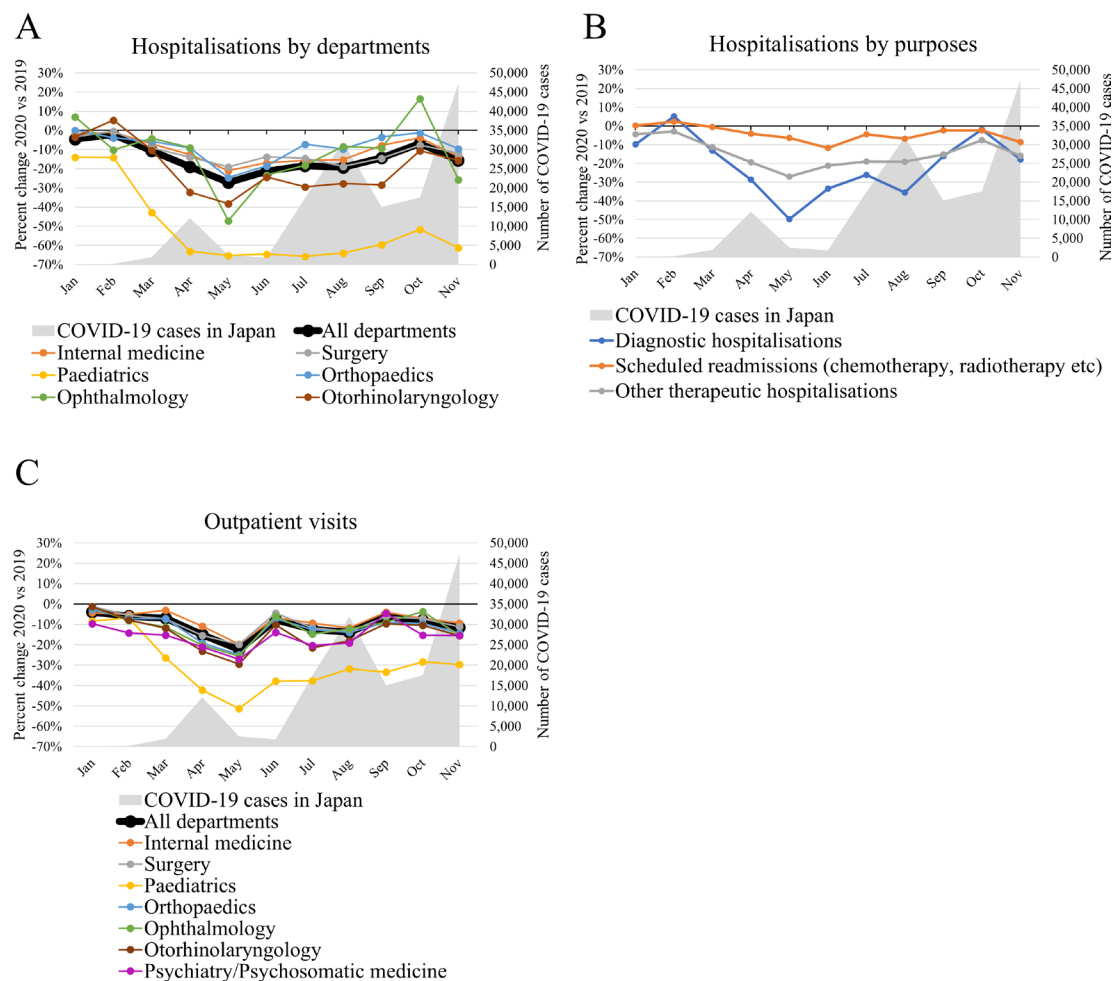 A
Hospitalisations by departments
Percent change 2020 vs 2019
30%
20%
10%
0%
-10%
-20%
-30%
-40%
-50%
-60%
-70%
50,000
45,000
40,000
35,000
30,000
25,000
20,000
15,000
10,000
5,000
0
Number of COVID-19 cases
Jan Feb Mar Apr May Jun Jul Aug Sep Oct Nov
COVID-19 cases in Japan All departments
Internal medicine Surgery
Paediatrics Orthopaedics
Ophthalmology Otorhinolaryngology
B
Hospitalisations by purposes
Percent change 2020 vs 2019
30%
20%
10%
0%
-10%
-20%
-30%
-40%
-50%
-60%
-70%
50,000
45,000
40,000
35,000
30,000
25,000
20,000
15,000
10,000
5,000
0
Number of COVID-19 cases
Jan Feb Mar Apr May Jun Jul Aug Sep Oct Nov
COVID-19 cases in Japan
Diagnostic hospitalisations
Scheduled readmissions (chemotherapy, radiotherapy etc)
Other therapeutic hospitalisations
C
Outpatient visits
Percent change 2020 vs 2019
30%
20%
10%
0%
-10%
-20%
-30%
-40%
-50%
-60%
-70%
50,000
45,000
40,000
35,000
30,000
25,000
20,000
15,000
10,000
5,000
0
Number of COVID-19 cases
Jan Feb Mar Apr May Jun Jul Aug Sep Oct Nov
COVID-19 cases in Japan
All departments
Internal medicine
Surgery
Paediatrics
Orthopaedics
Ophthalmology
Otorhinolaryngology
Psychiatry/Psychosomatic medicine